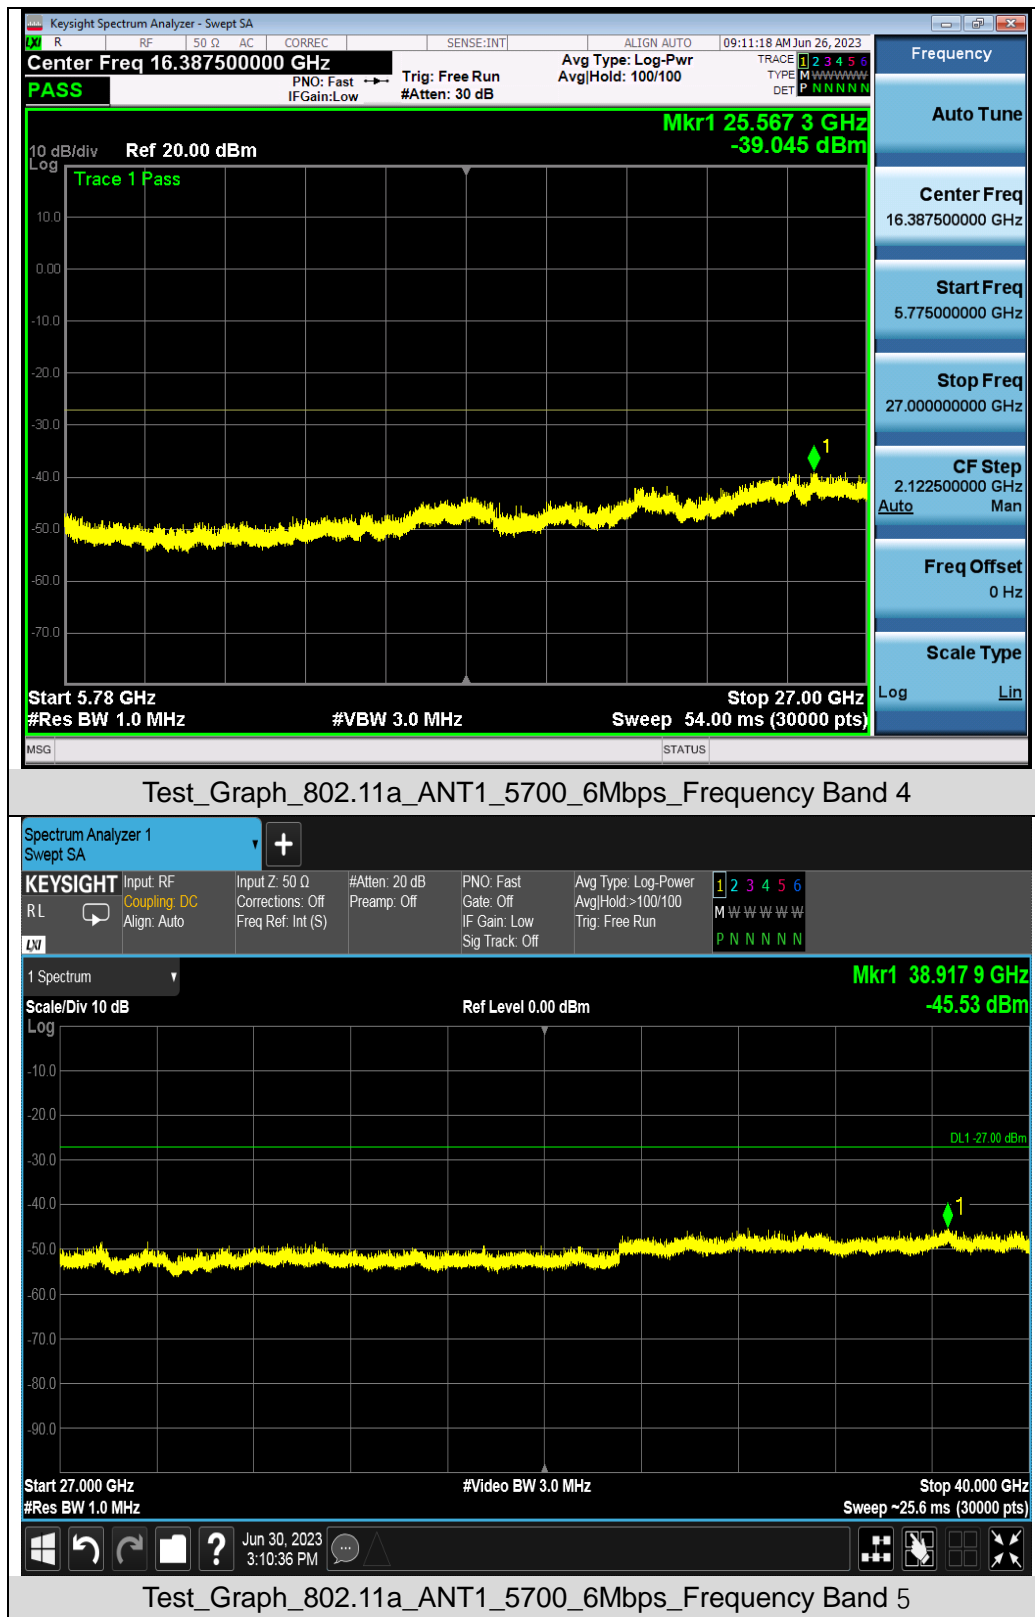 Keysight Spectrum Analyzer - Swept SA
LXI R RF 50 Ω AC CORREC SENSE:INT ALIGN AUTO 09:11:18 AM Jun 26, 2023
Center Freq 16.387500000 GHz
PASS
PNO: Fast
IFGain:Low
Trig: Free Run
#Atten: 30 dB
Avg Type: Log-Pwr
Avg|Hold: 100/100
TRACE 1 2 3 4 5 6
TYPE M W W W W W
DET P N N N N N
Mkr1 25.567 3 GHz
-39.045 dBm
10 dB/div Ref 20.00 dBm
Log
Trace 1 Pass
10.0
0.00
-10.0
-20.0
-30.0
-40.0
-50.0
-60.0
-70.0
1
Start 5.78 GHz Stop 27.00 GHz
#Res BW 1.0 MHz #VBW 3.0 MHz Sweep 54.00 ms (30000 pts)
MSG STATUS
Frequency
Auto Tune
Center Freq
16.387500000 GHz
Start Freq
5.775000000 GHz
Stop Freq
27.000000000 GHz
CF Step
2.122500000 GHz
Auto Man
Freq Offset
0 Hz
Scale Type
Log Lin
Test_Graph_802.11a_ANT1_5700_6Mbps_Frequency Band 4
Spectrum Analyzer 1
Swept SA
+
KEYSIGHT
R L
LXI
Input: RF
Coupling: DC
Align: Auto
Input Z: 50 Ω
Corrections: Off
Freq Ref: Int (S)
#Atten: 20 dB
Preamp: Off
PNO: Fast
Gate: Off
IF Gain: Low
Sig Track: Off
Avg Type: Log-Power
Avg|Hold:>100/100
Trig: Free Run
1 2 3 4 5 6
M W W W W W
P N N N N N
1 Spectrum
Mkr1 38.917 9 GHz
-45.53 dBm
Scale/Div 10 dB Ref Level 0.00 dBm
Log
-10.0
-20.0
DL1 -27.00 dBm
-30.0
-40.0
1
-50.0
-60.0
-70.0
-80.0
-90.0
Start 27.000 GHz #Video BW 3.0 MHz Stop 40.000 GHz
#Res BW 1.0 MHz Sweep ~25.6 ms (30000 pts)
?
Jun 30, 2023
3:10:36 PM
Test_Graph_802.11a_ANT1_5700_6Mbps_Frequency Band 5